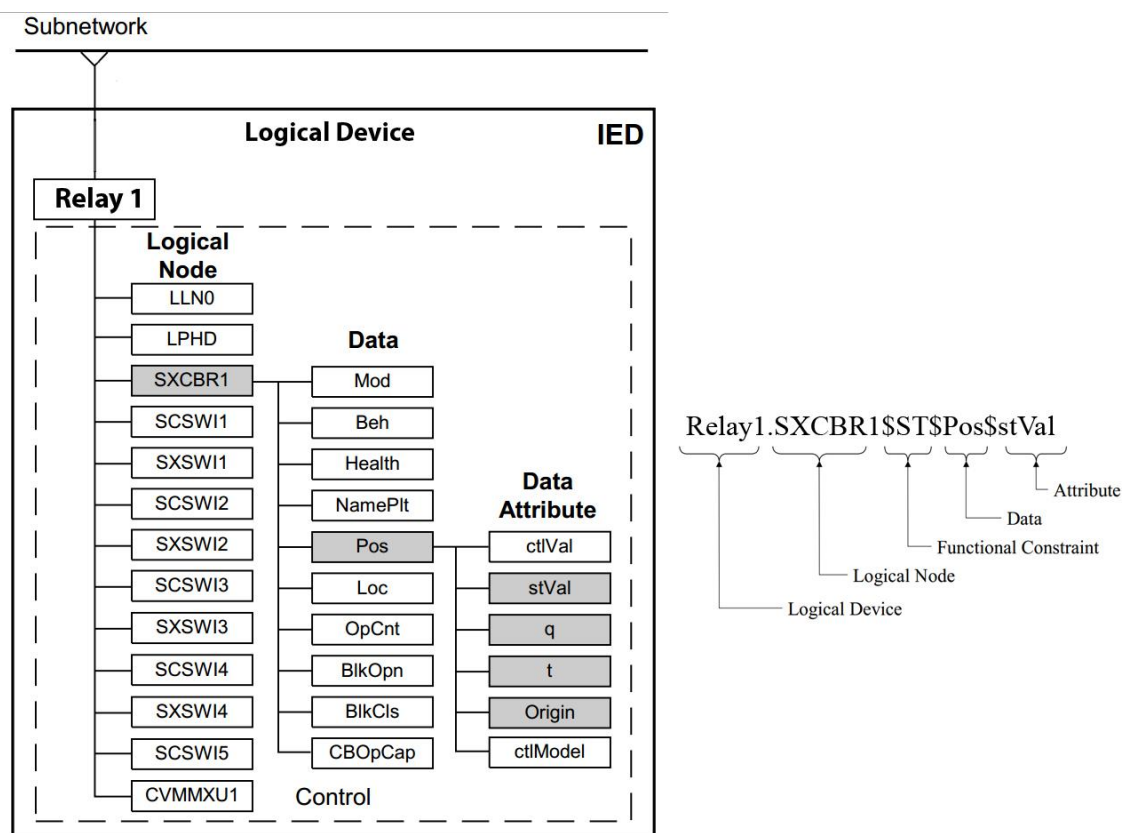 Subnetwork
Logical Device
IED
Relay 1
Logical
Node
LLN0
LPHD
SXCBR1
SCSWI1
SXSWI1
SCSWI2
SXSWI2
SCSWI3
SXSWI3
SCSWI4
SXSWI4
SCSWI5
CVMMXU1
Data
Mod
Beh
Health
NamePlt
Pos
Loc
OpCnt
BlkOpn
BlkCls
CBOpCap
Data
Attribute
ctlVal
stVal
q
t
Origin
ctlModel
Control
Relay1.SXCBR1$ST$Pos$stVal
Attribute
Data
Functional Constraint
Logical Node
Logical Device